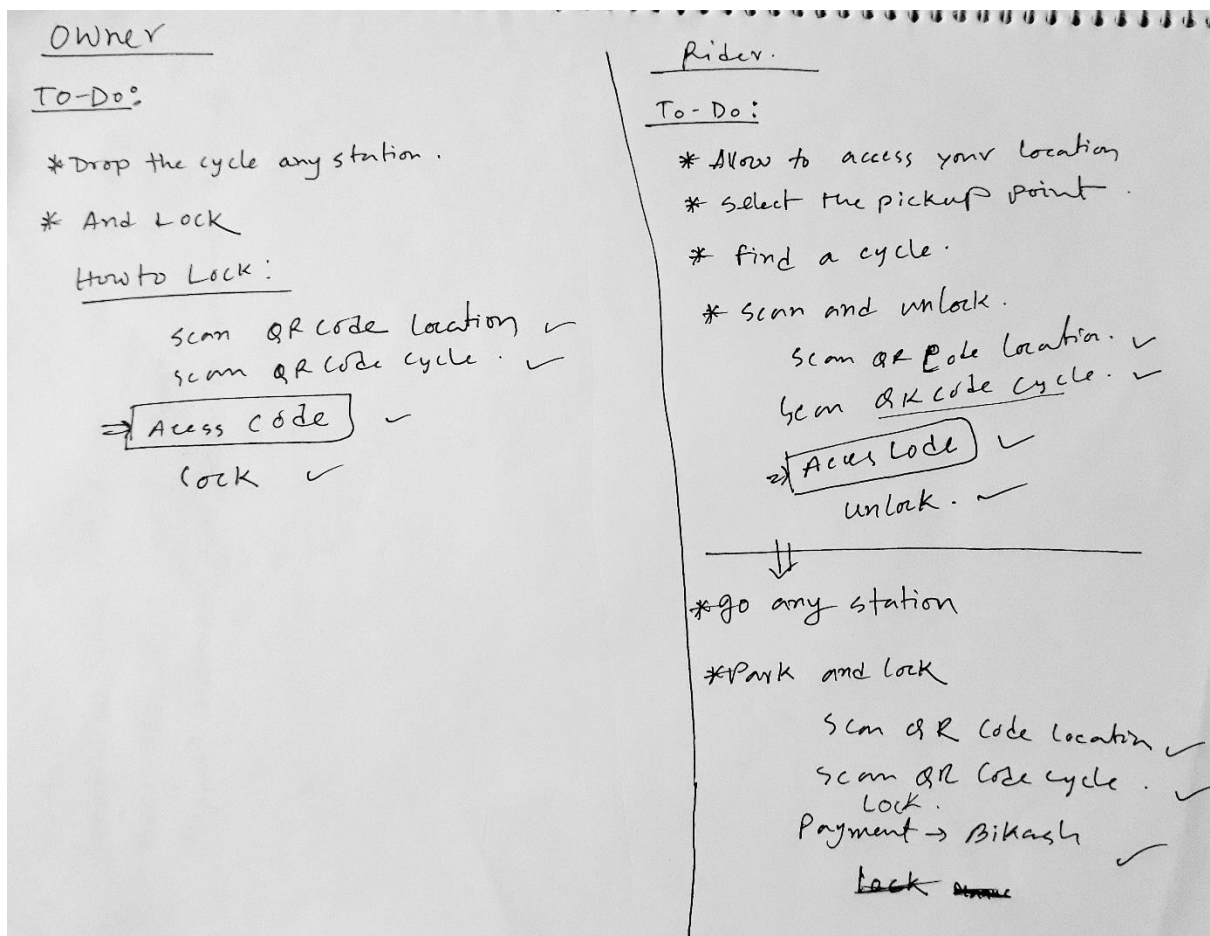 Owner
To-Do:
* Drop the cycle any station.
* And Lock
How to Lock:
scan QR code location ✓
scan QR code cycle. ✓
⇒ Acess code ✓
lock ✓
Rider.
To-Do:
* Allow to access your location
* select the pickup point.
* find a cycle.
* scan and unlock.
scan QR code location. ✓
scan QR code cycle. ✓
⇒ Acces code ✓
unlock. ✓
⇓
* go any station
* Park and lock
scan QR code location ✓
scan QR code cycle. ✓
Lock.
Payment → Bikash ✓
Lock